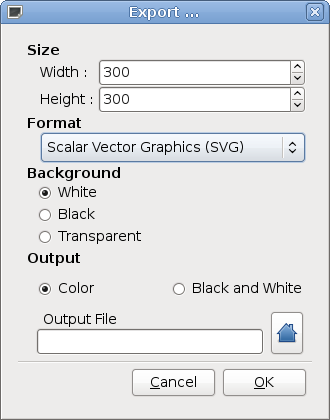 Export ...
Size
Width : 300
Height : 300
Format
Scalar Vector Graphics (SVG)
Background
White
Black
Transparent
Output
Color Black and White
Output File
Cancel OK